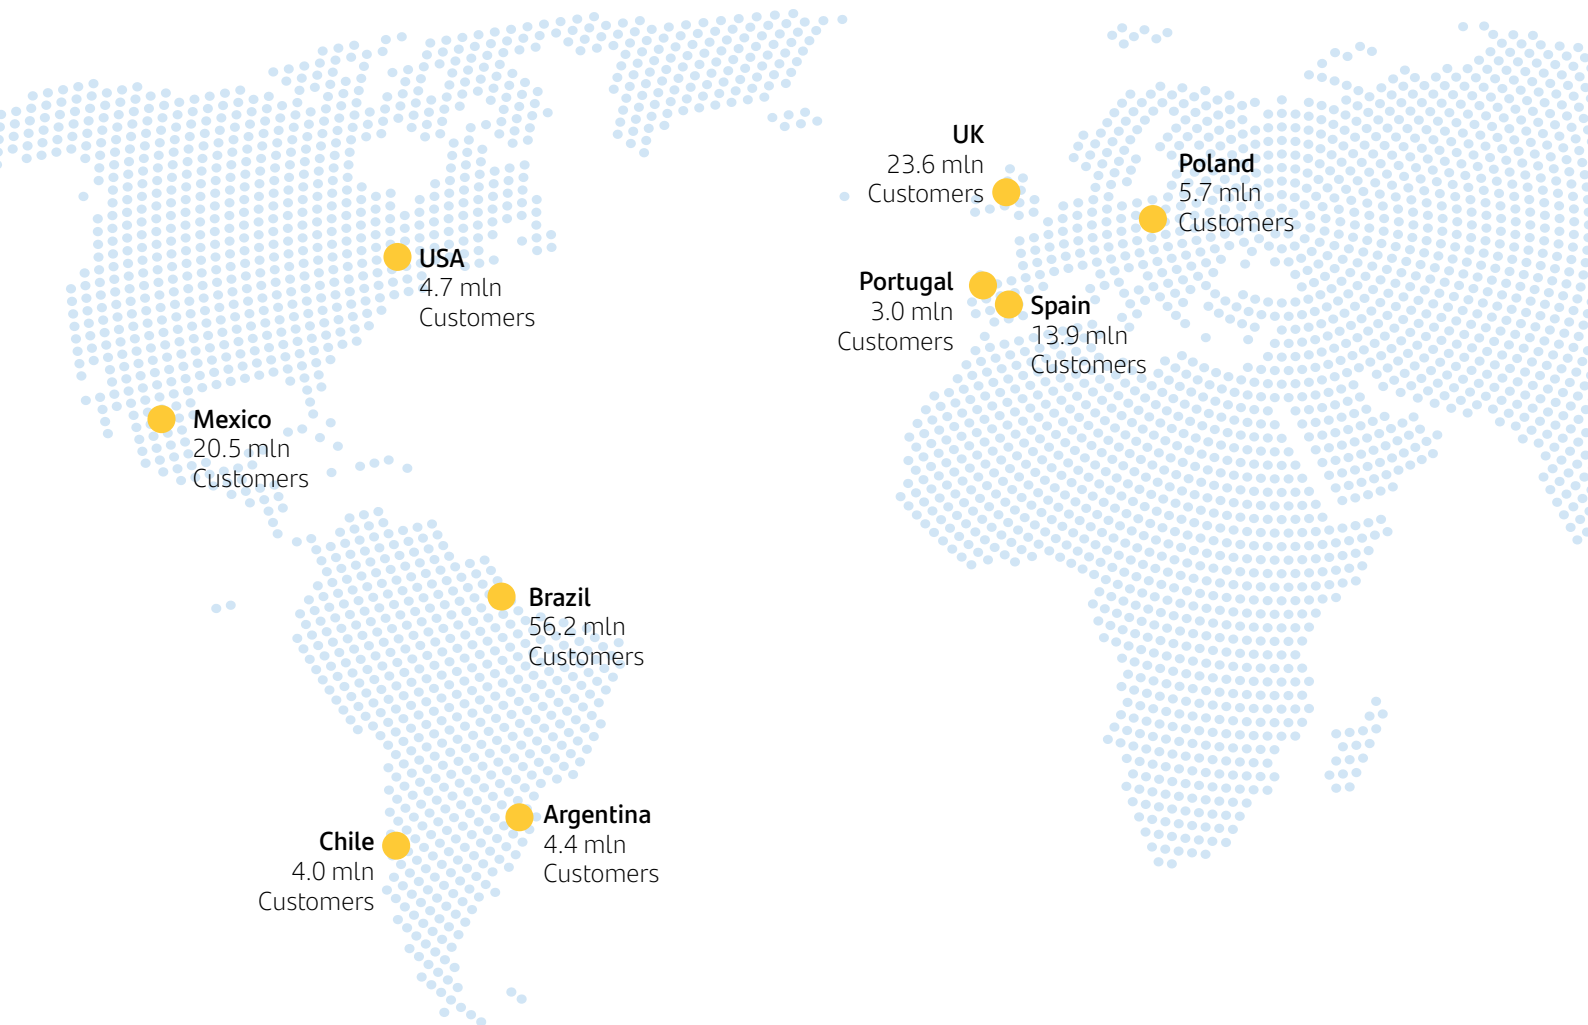 UK
23.6 mln
Customers
Poland
5.7 mln
Customers
USA
4.7 mln
Customers
Portugal
3.0 mln
Customers
Spain
13.9 mln
Customers
Mexico
20.5 mln
Customers
Brazil
56.2 mln
Customers
Argentina
4.4 mln
Customers
Chile
4.0 mln
Customers